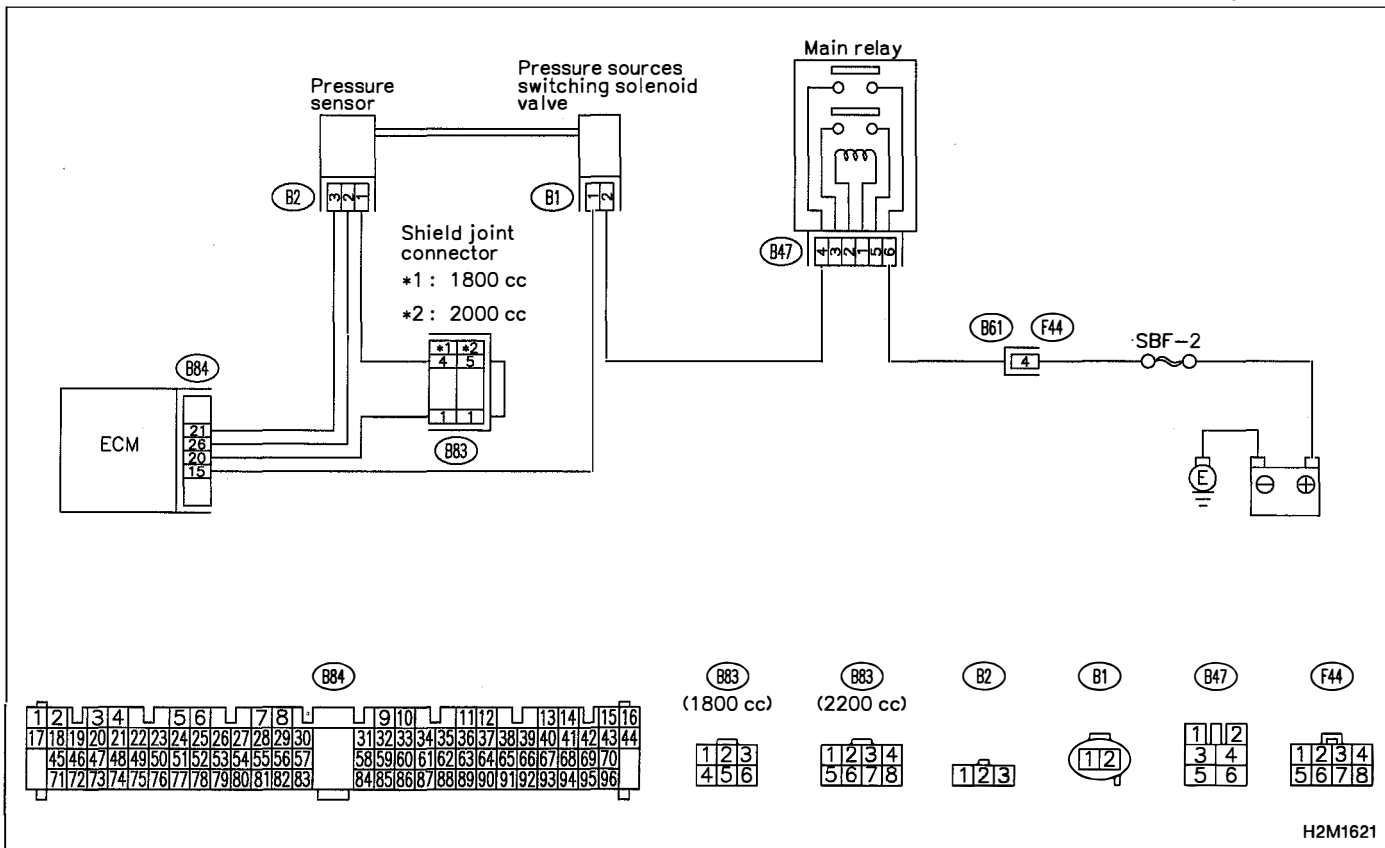 Main relay
Pressure sources
switching solenoid
valve
Pressure
sensor
B2
3 2 1
B1
1 2
B47
4 3 2 1 5 6
Shield joint
connector
*1 : 1800 cc
*2 : 2000 cc
B61 F44
4
SBF-2
*1 *2
4 5
1 1
B83
B84
ECM
21
26
20
15
E
⊖ ⊕
B84
1 2 3 4 5 6 7 8 9 10 11 12 13 14 15 16
17 18 19 20 21 22 23 24 25 26 27 28 29 30 31 32 33 34 35 36 37 38 39 40 41 42 43 44
45 46 47 48 49 50 51 52 53 54 55 56 57 58 59 60 61 62 63 64 65 66 67 68 69 70
71 72 73 74 75 76 77 78 79 80 81 82 83 84 85 86 87 88 89 90 91 92 93 94 95 96
B83
(1800 cc)
1 2 3
4 5 6
B83
(2200 cc)
1 2 3 4
5 6 7 8
B2
1 2 3
B1
1 2
B47
1 2
3 4
5 6
F44
1 2 3 4
5 6 7 8
H2M1621